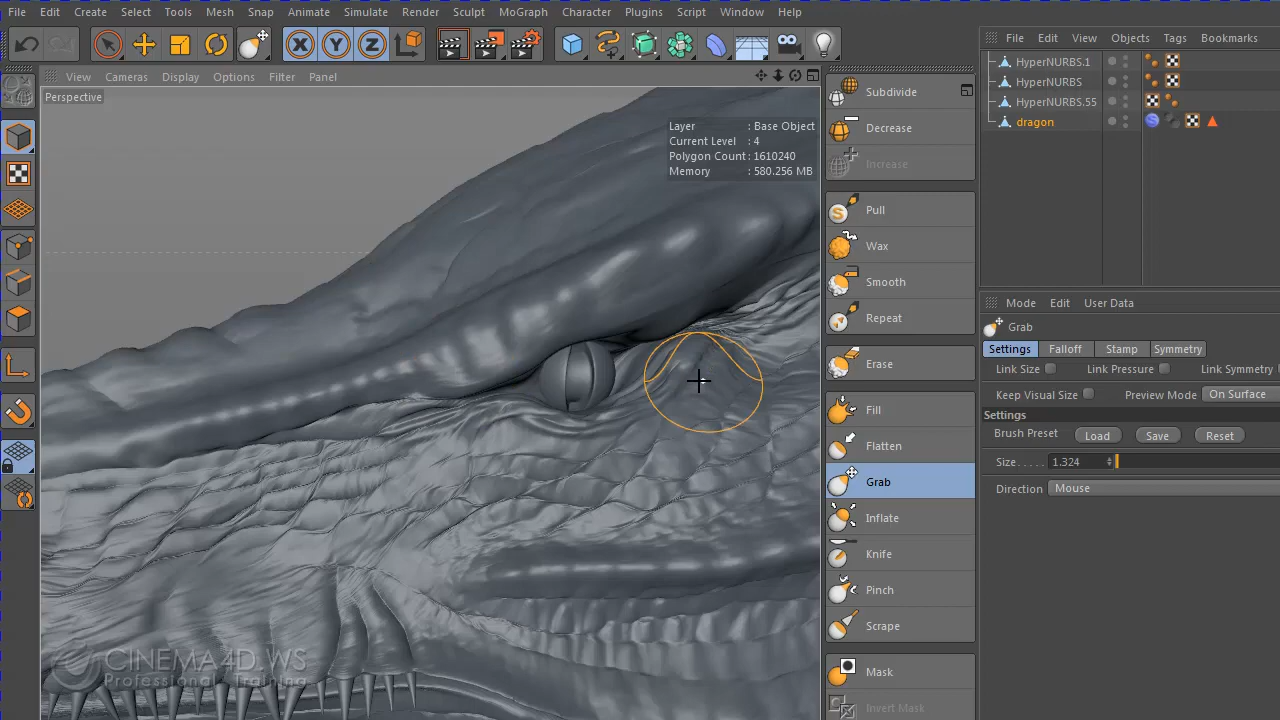 File Edit Create Select Tools Mesh Snap Animate Simulate Render Sculpt MoGraph Character Plugins Script Window Help
File Edit View Objects Tags Bookmarks
HyperNURBS.1
HyperNURBS
HyperNURBS.55
dragon
View Cameras Display Options Filter Panel
Perspective
Layer : Base Object
Current Level : 4
Polygon Count : 1610240
Memory : 580.256 MB
Subdivide
Decrease
Increase
Pull
Wax
Smooth
Repeat
Erase
Fill
Flatten
Grab
Inflate
Knife
Pinch
Scrape
Mask
Invert Mask
Mode Edit User Data
Grab
Settings Falloff Stamp Symmetry
Link Size Link Pressure Link Symmetry
Keep Visual Size Preview Mode On Surface
Settings
Brush Preset Load Save Reset
Size..... 1.324
Direction Mouse
CINEMA4D.WS
Professional Training